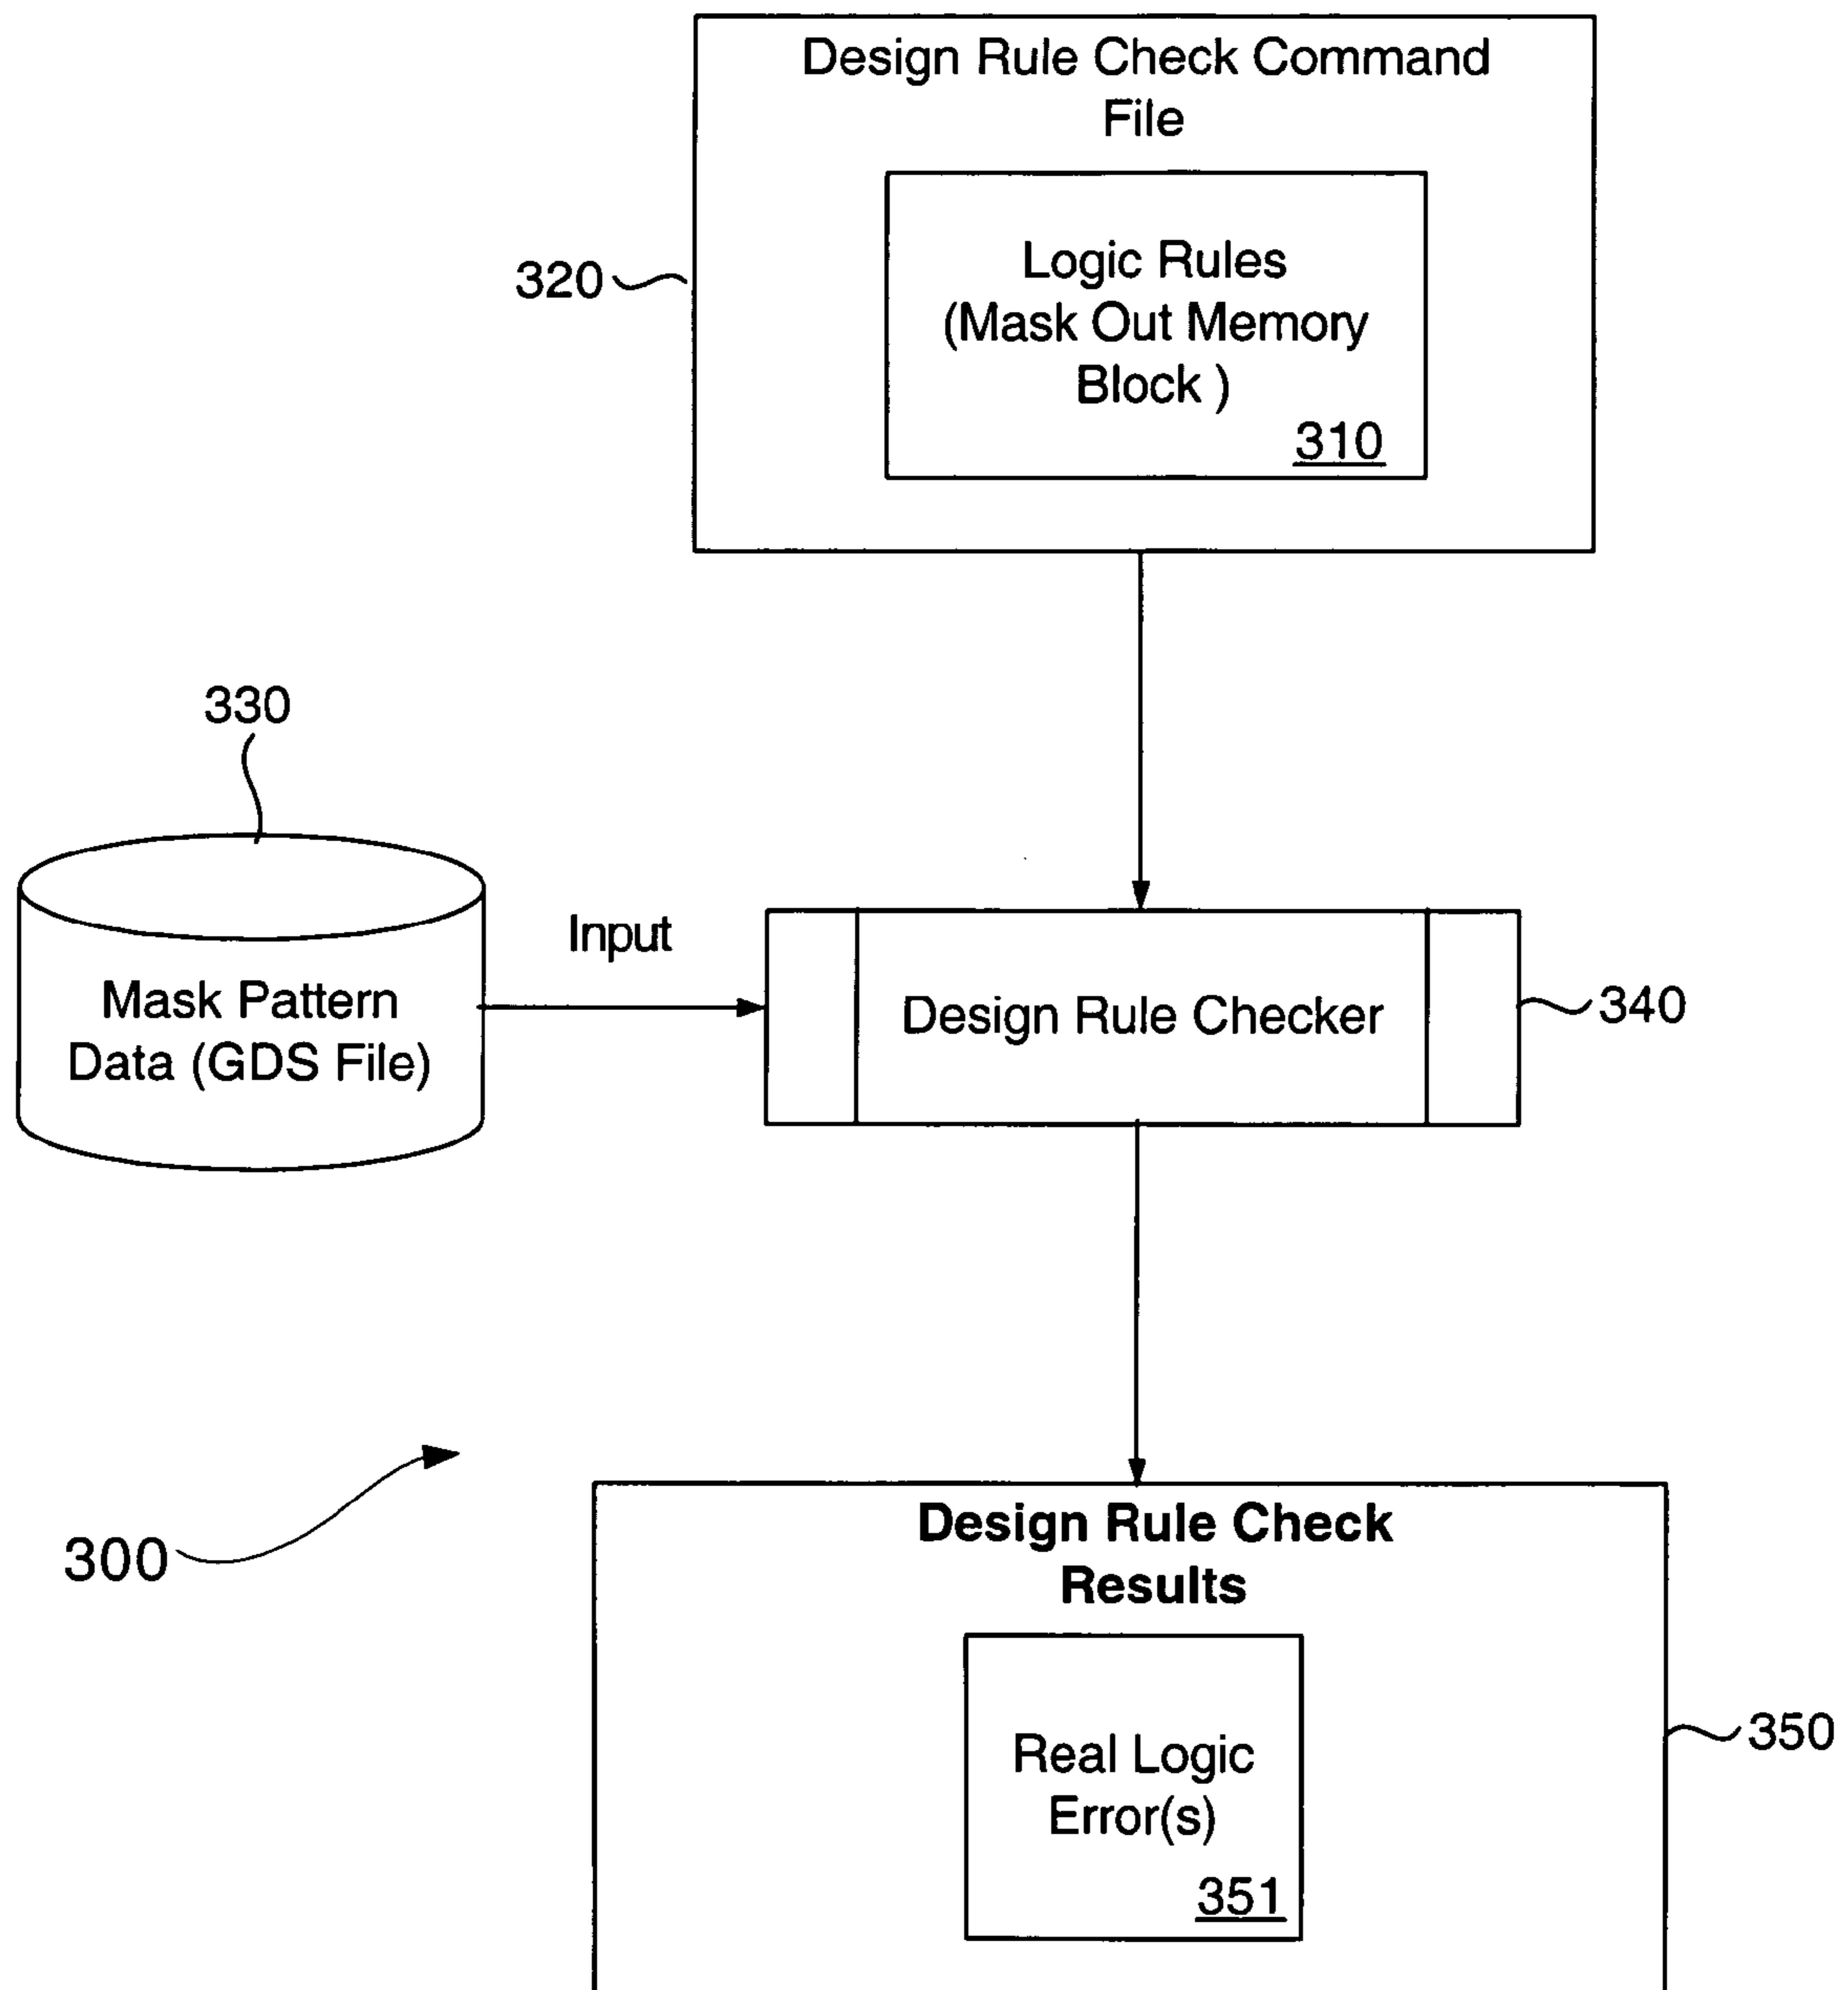 Design Rule Check Command
File
Logic Rules
(Mask Out Memory
Block )
310
320
330
Input
Mask Pattern
Data (GDS File)
Design Rule Checker
340
300
Design Rule Check
Results
Real Logic
Error(s)
351
350